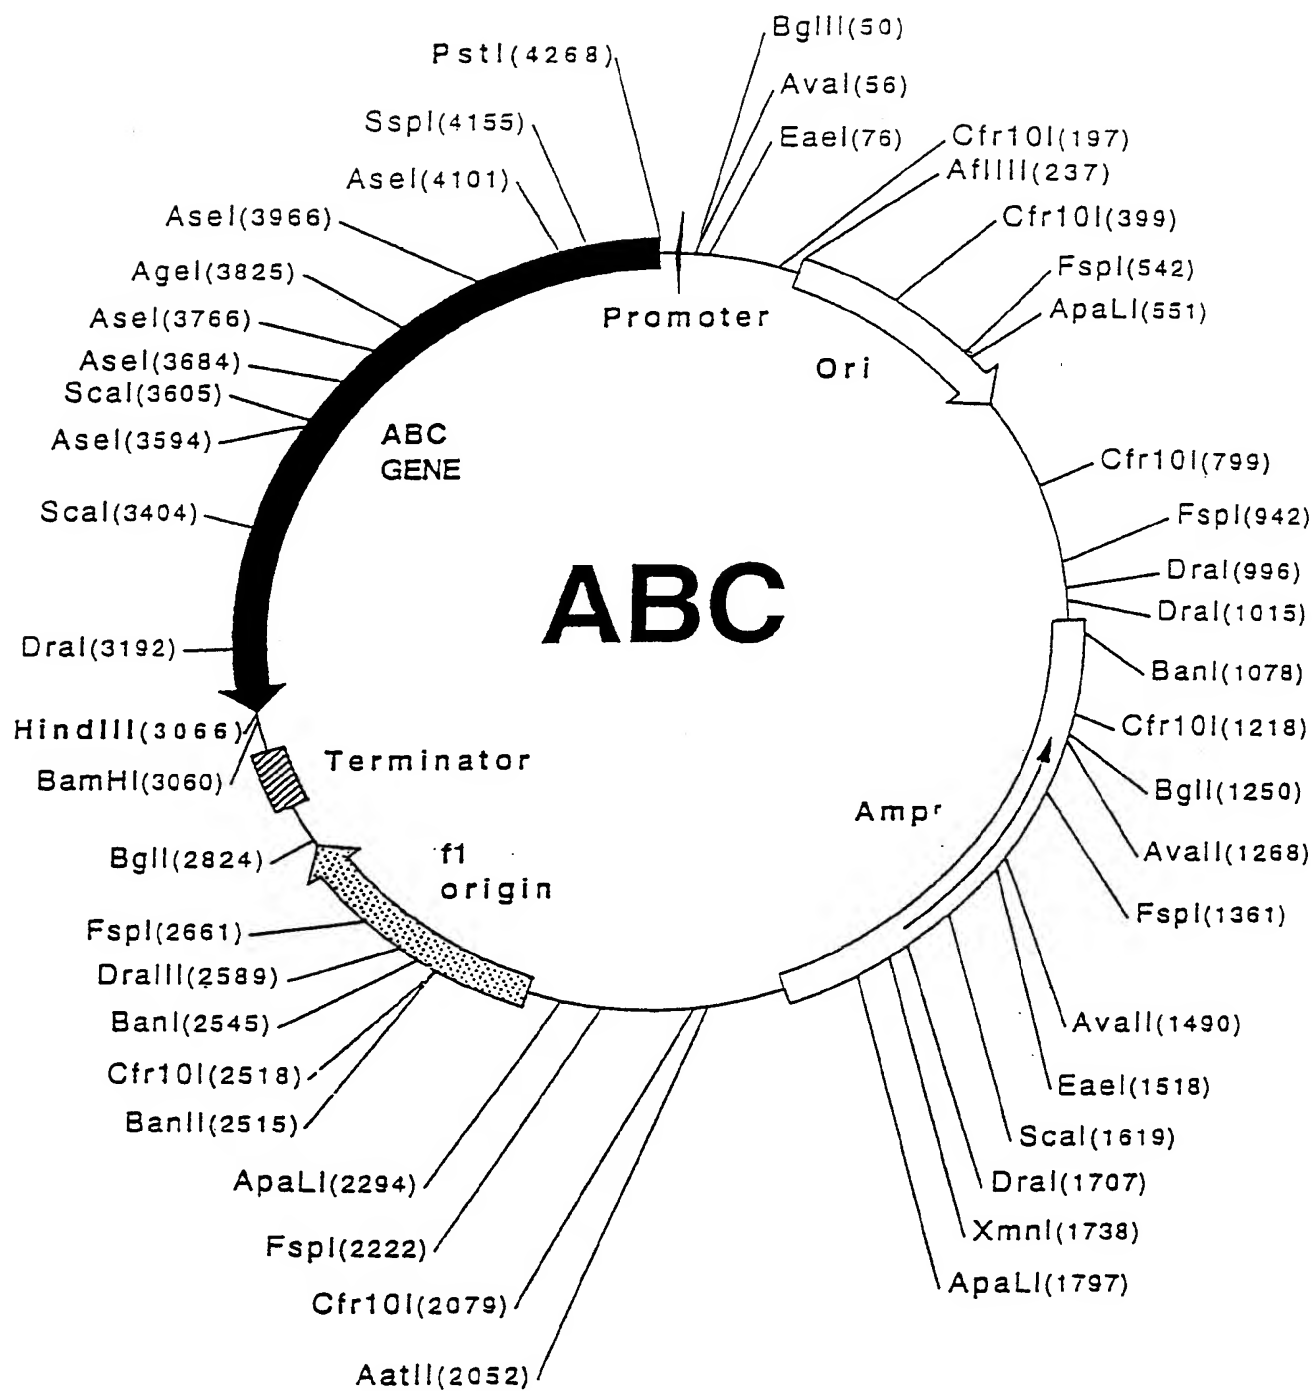 BglII(50)
PstI(4268)
AvaI(56)
SspI(4155)
EaeI(76)
Cfr10I(197)
AflIII(237)
AseI(4101)
AseI(3966)
Cfr10I(399)
AgeI(3825)
FspI(542)
AseI(3766)
ApaLI(551)
Promoter
AseI(3684)
Ori
ScaI(3605)
AseI(3594)
ABC
GENE
Cfr10I(799)
ScaI(3404)
FspI(942)
DraI(996)
ABC
DraI(1015)
DraI(3192)
BanI(1078)
HindIII(3066)
Cfr10I(1218)
Terminator
BamHI(3060)
BglI(1250)
Ampr
BglI(2824)
f1
origin
AvaII(1268)
FspI(1361)
FspI(2661)
DraIII(2589)
BanI(2545)
AvaII(1490)
Cfr10I(2518)
EaeI(1518)
BanII(2515)
ScaI(1619)
ApaLI(2294)
DraI(1707)
XmnI(1738)
FspI(2222)
ApaLI(1797)
Cfr10I(2079)
AatII(2052)